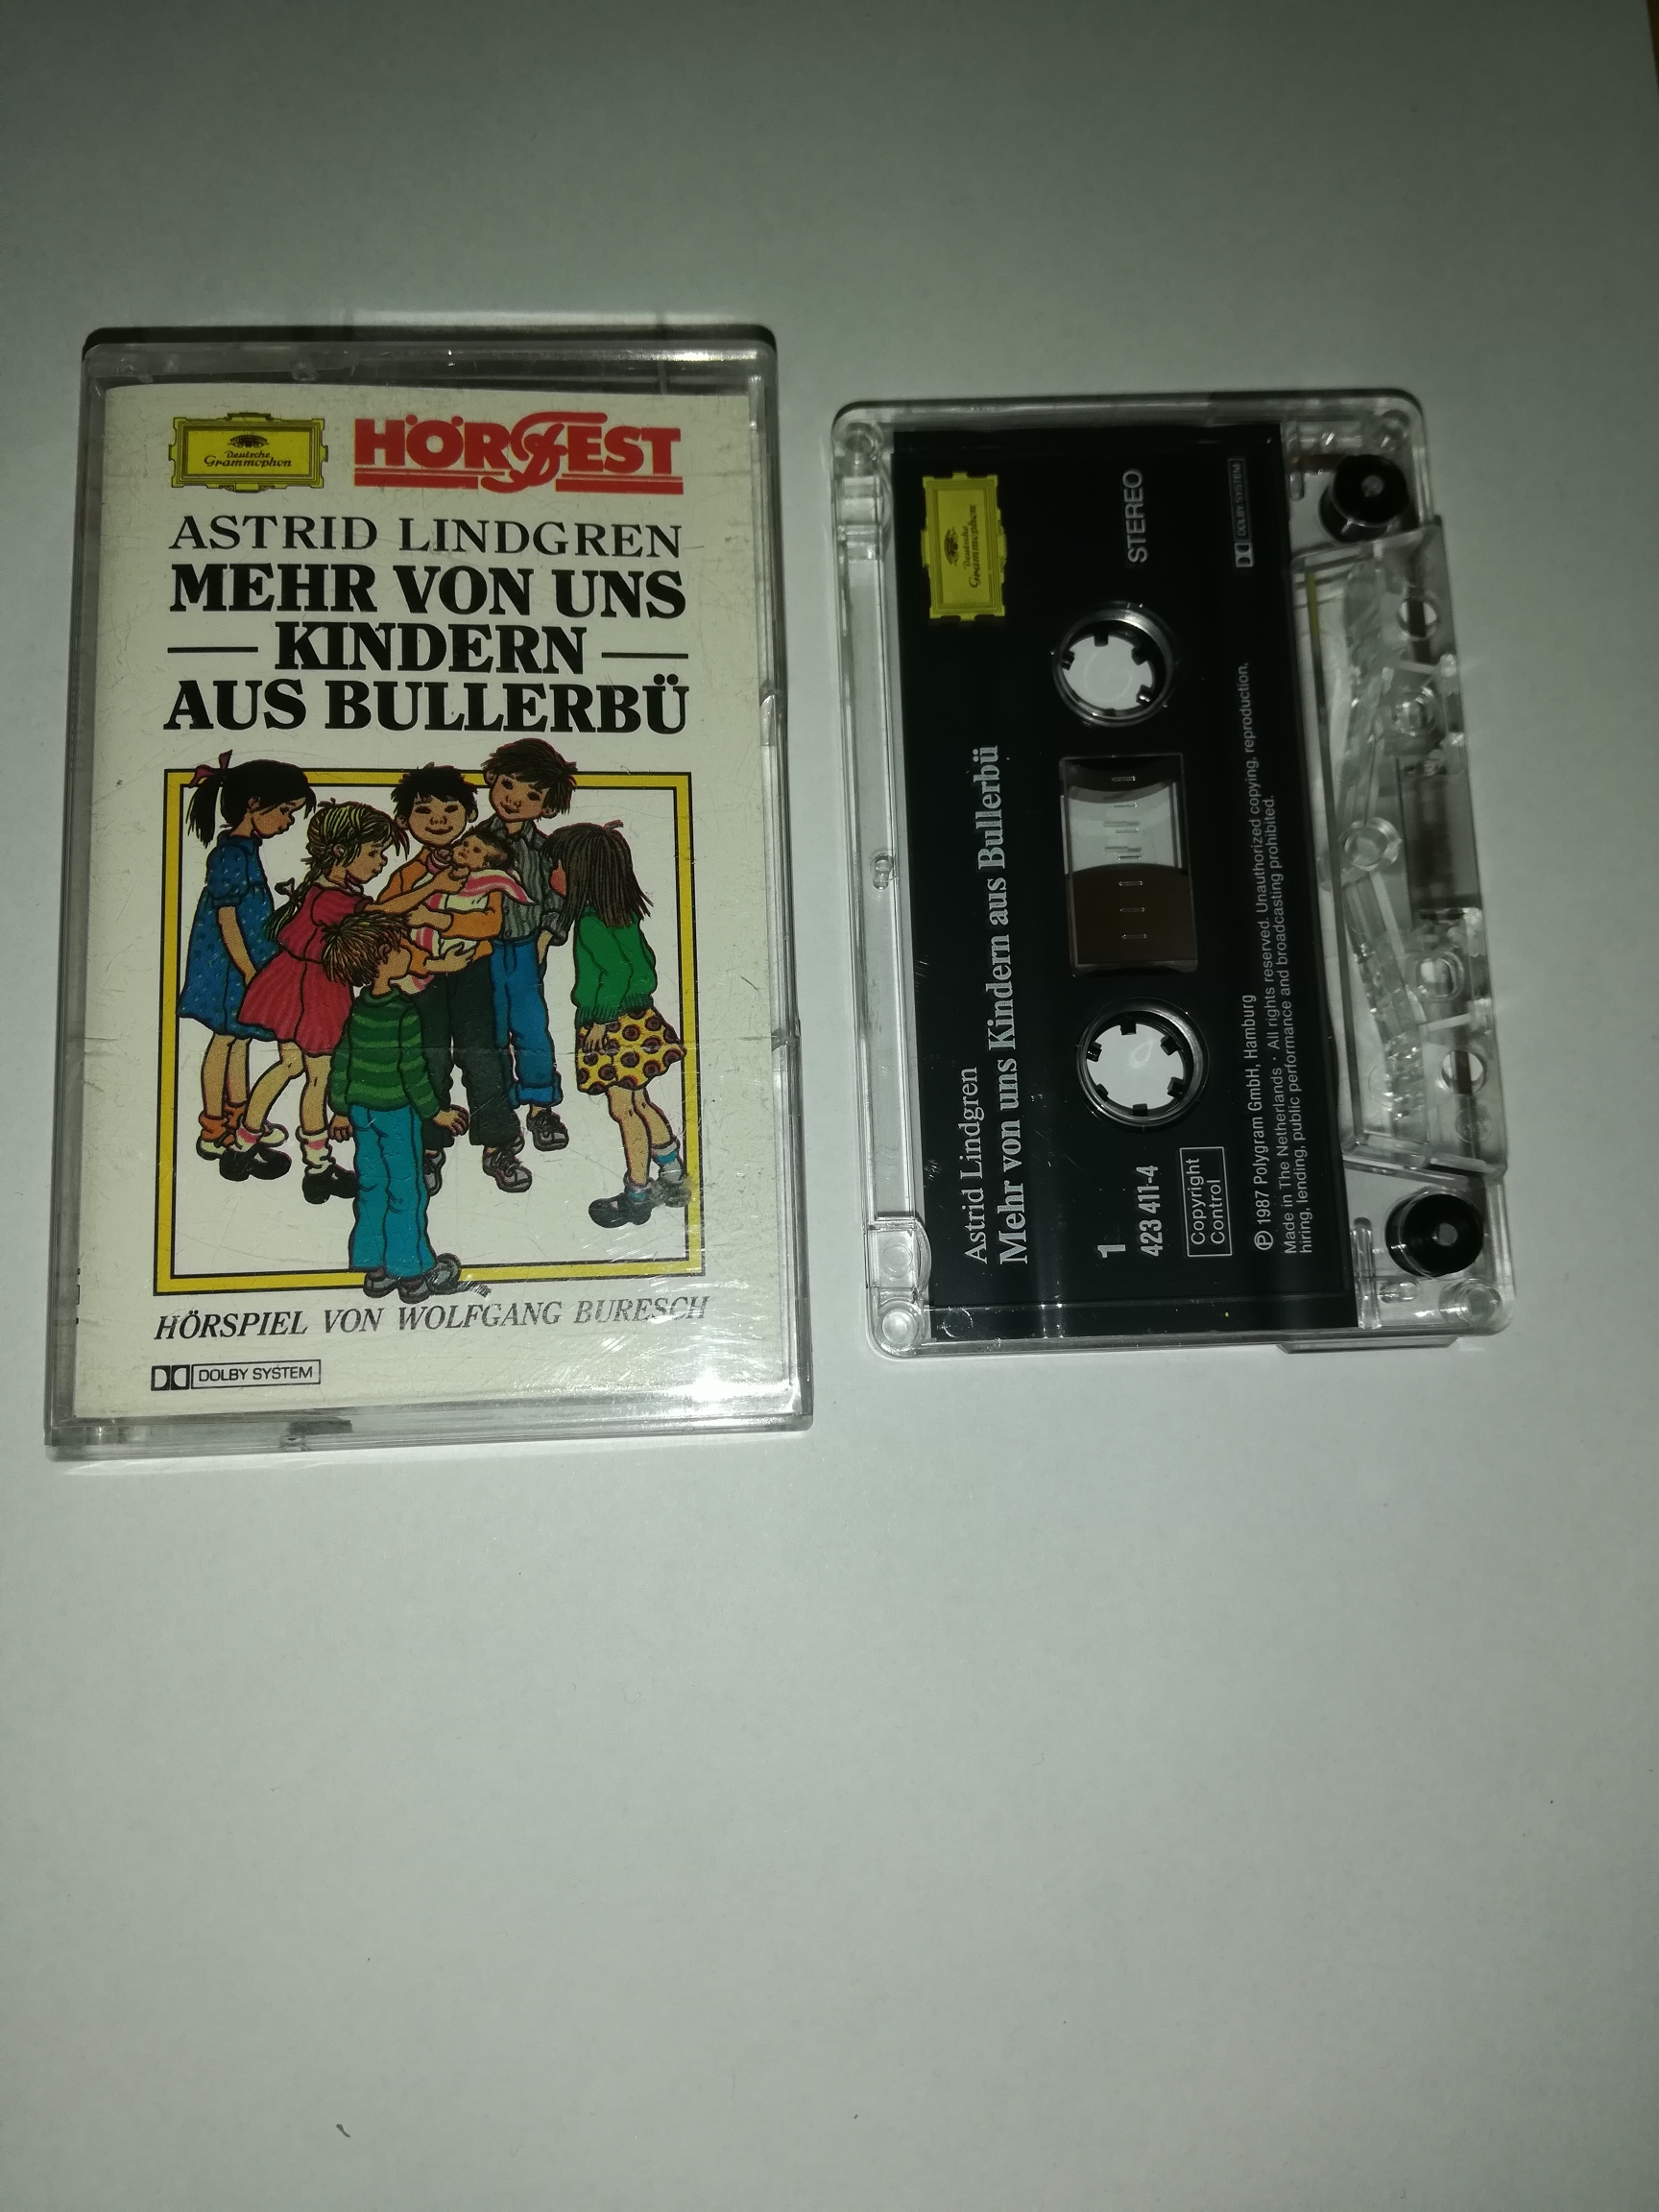 Deutsche
Grammophon
HÖRFEST
ASTRID LINDGREN
MEHR VON UNS
KINDERN
AUS BULLERBÜ
HÖRSPIEL VON WOLFGANG BURESCH
DOLBY SYSTEM
Deutsche
Grammophon
Astrid Lindgren
Mehr von uns Kindern aus Bullerbü
1
STEREO
423 411-4
Copyright
Control
DOLBY SYSTEM
℗ 1987 Polygram GmbH, Hamburg
Made in The Netherlands · All rights reserved. Unauthorized copying, reproduction,
hiring, lending, public performance and broadcasting prohibited.